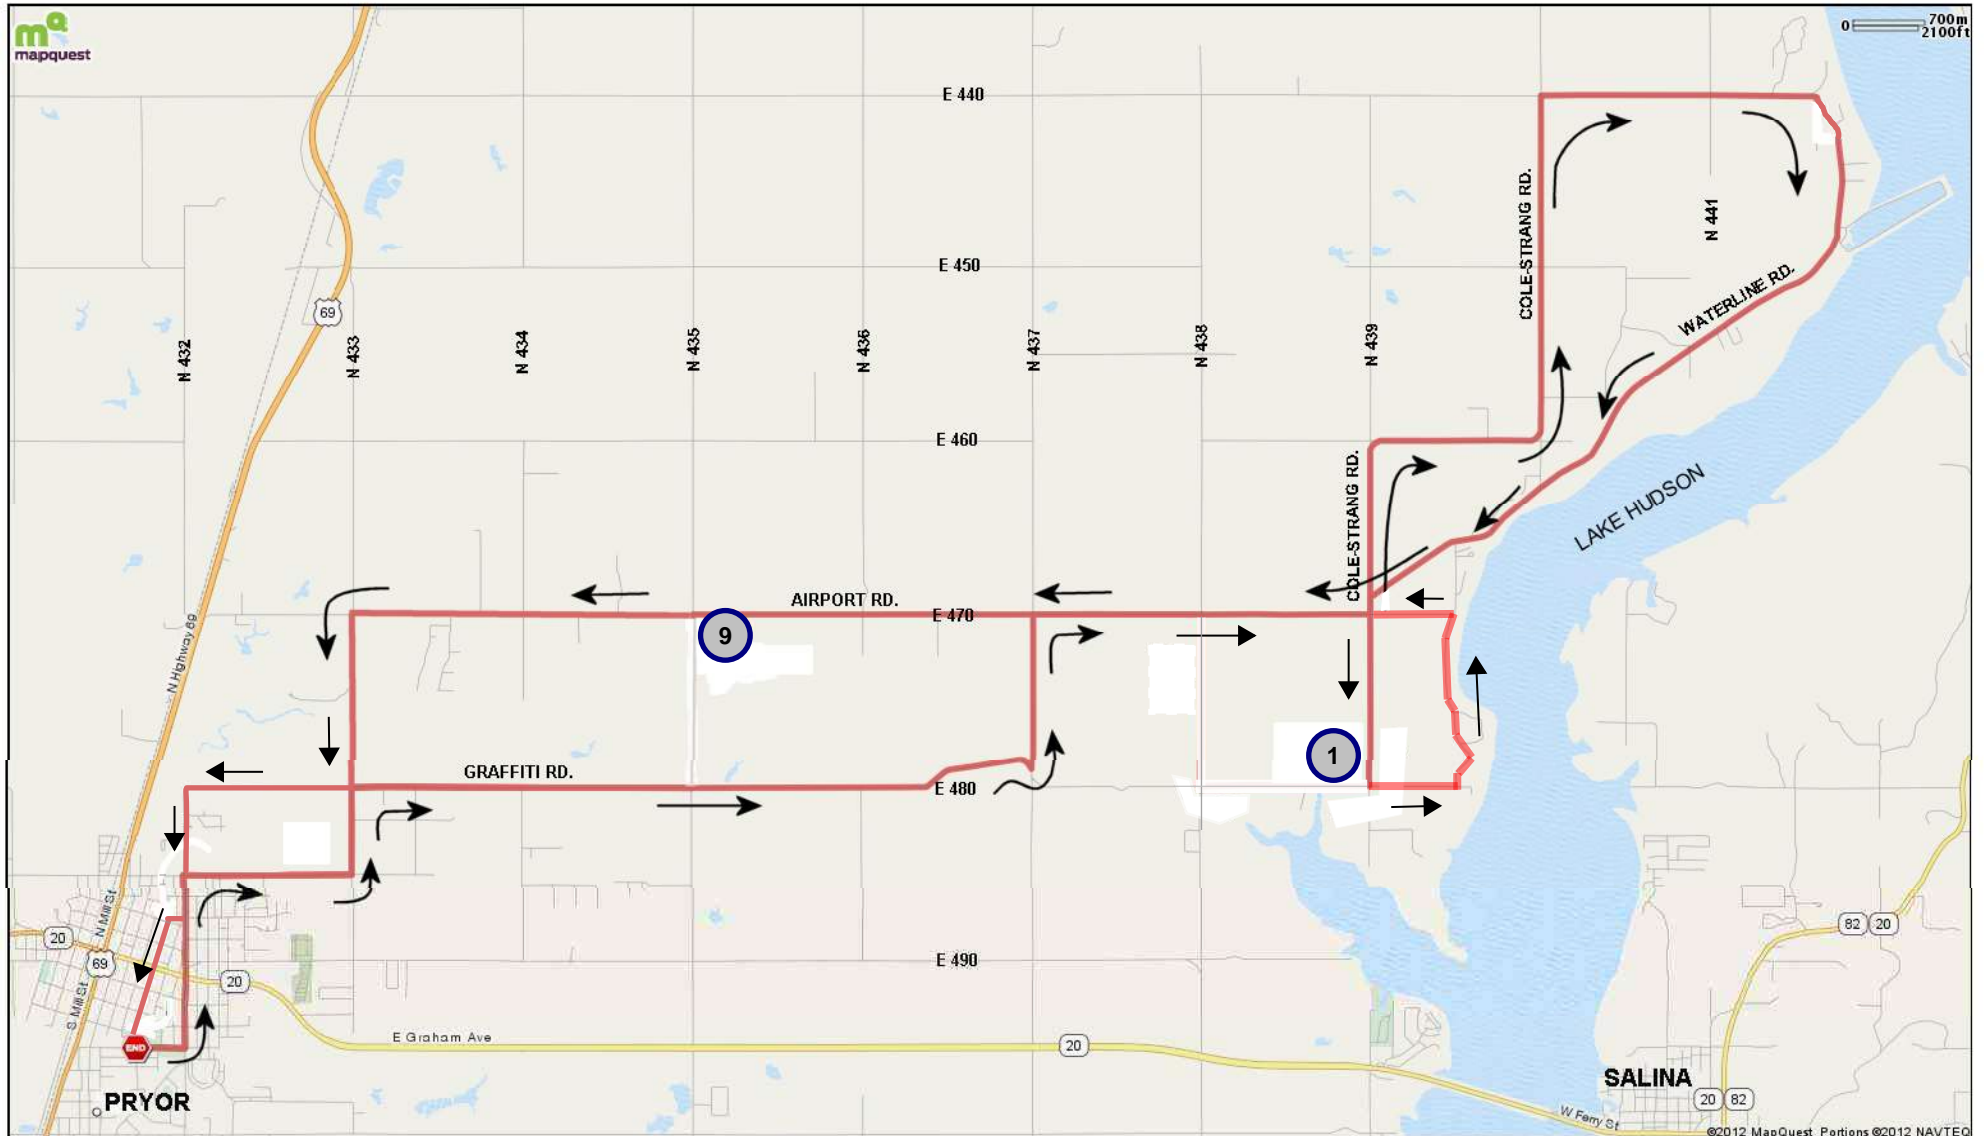 mQ
mapquest
0 700m
2100ft
E 440
COLE-STRANG RD.
N 441
E 450
WATERLINE RD.
69
N 432
N 433
N 434
N 435
N 436
N 437
N 438
N 439
E 460
COLE-STRANG RD.
LAKE HUDSON
AIRPORT RD.
E 470
9
N Highway 69
1
GRAFFITI RD.
E 480
N Mill St
20
69
82
20
E 490
20
S Mill St
END
E Graham Ave
20
PRYOR
SALINA
20
82
W Ferry St
©2012 MapQuest Portions ©2012 NAVTEQ